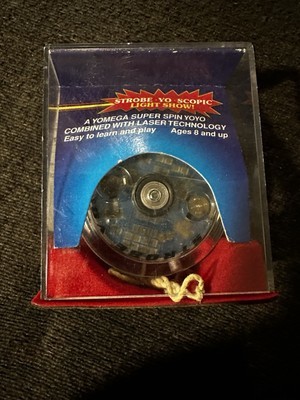 STROBE-YO-SCOPIC
LIGHT SHOW!
A YOMEGA SUPER SPIN YOYO
COMBINED WITH LASER TECHNOLOGY
Easy to learn and play Ages 8 and up